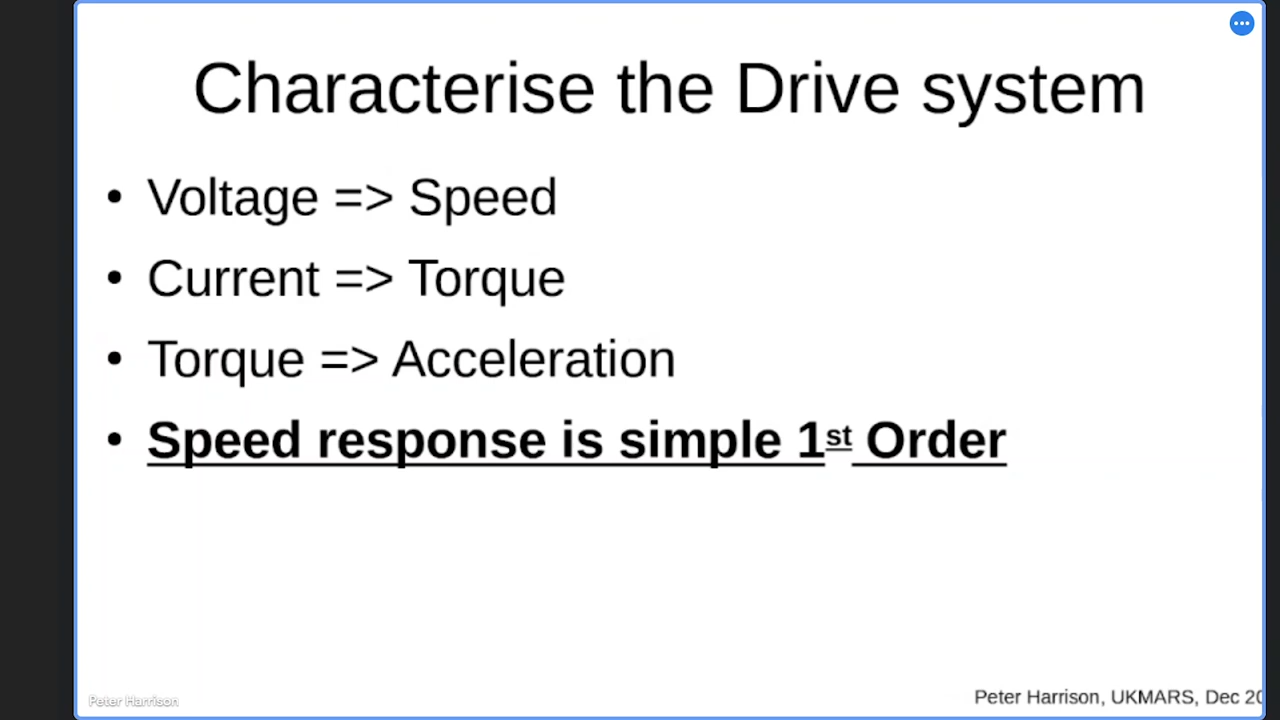 Characterise the Drive system
• Voltage => Speed
• Current => Torque
• Torque => Acceleration
• Speed response is simple 1st Order
Peter Harrison
Peter Harrison, UKMARS, Dec